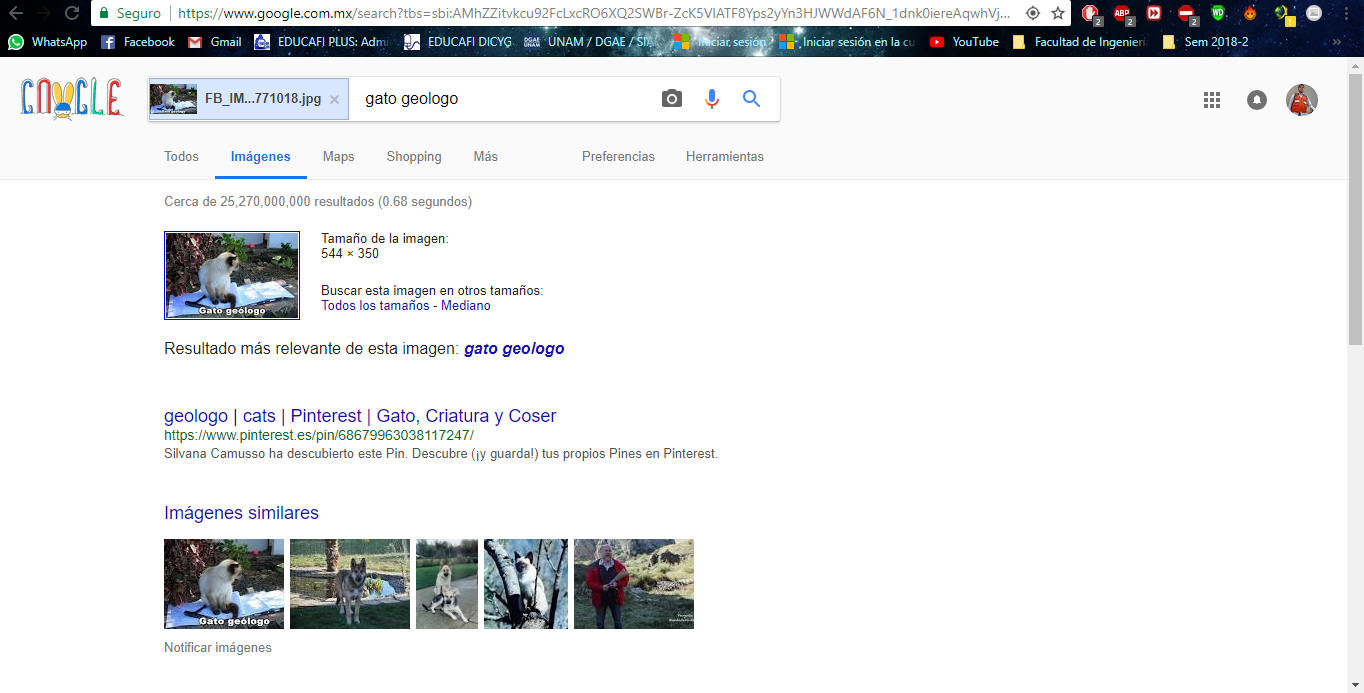 Seguro https://www.google.com.mx/search?tbs=sbi:AMhZZitvkcu92FcLxcRO6XQ2SWBr-ZcK5VIATF8Yps2yYn3HJWWdAF6N_1dnk0iereAqwhVj...
WhatsApp Facebook Gmail EDUCAFI PLUS: Adm EDUCAFI DICYG UNAM / DGAE / SIA Iniciar sesión Iniciar sesión en la cu YouTube Facultad de Ingenierí Sem 2018-2 »
GOOGLE FB_IM...771018.jpg × gato geologo
Todos Imágenes Maps Shopping Más Preferencias Herramientas
Cerca de 25,270,000,000 resultados (0.68 segundos)
Tamaño de la imagen:
544 × 350
Buscar esta imagen en otros tamaños:
Todos los tamaños - Mediano
Gato geólogo
Resultado más relevante de esta imagen: gato geologo
geologo | cats | Pinterest | Gato, Criatura y Coser
https://www.pinterest.es/pin/68679963038117247/
Silvana Camusso ha descubierto este Pin. Descubre (¡y guarda!) tus propios Pines en Pinterest.
Imágenes similares
Gato geólogo
Notificar imágenes